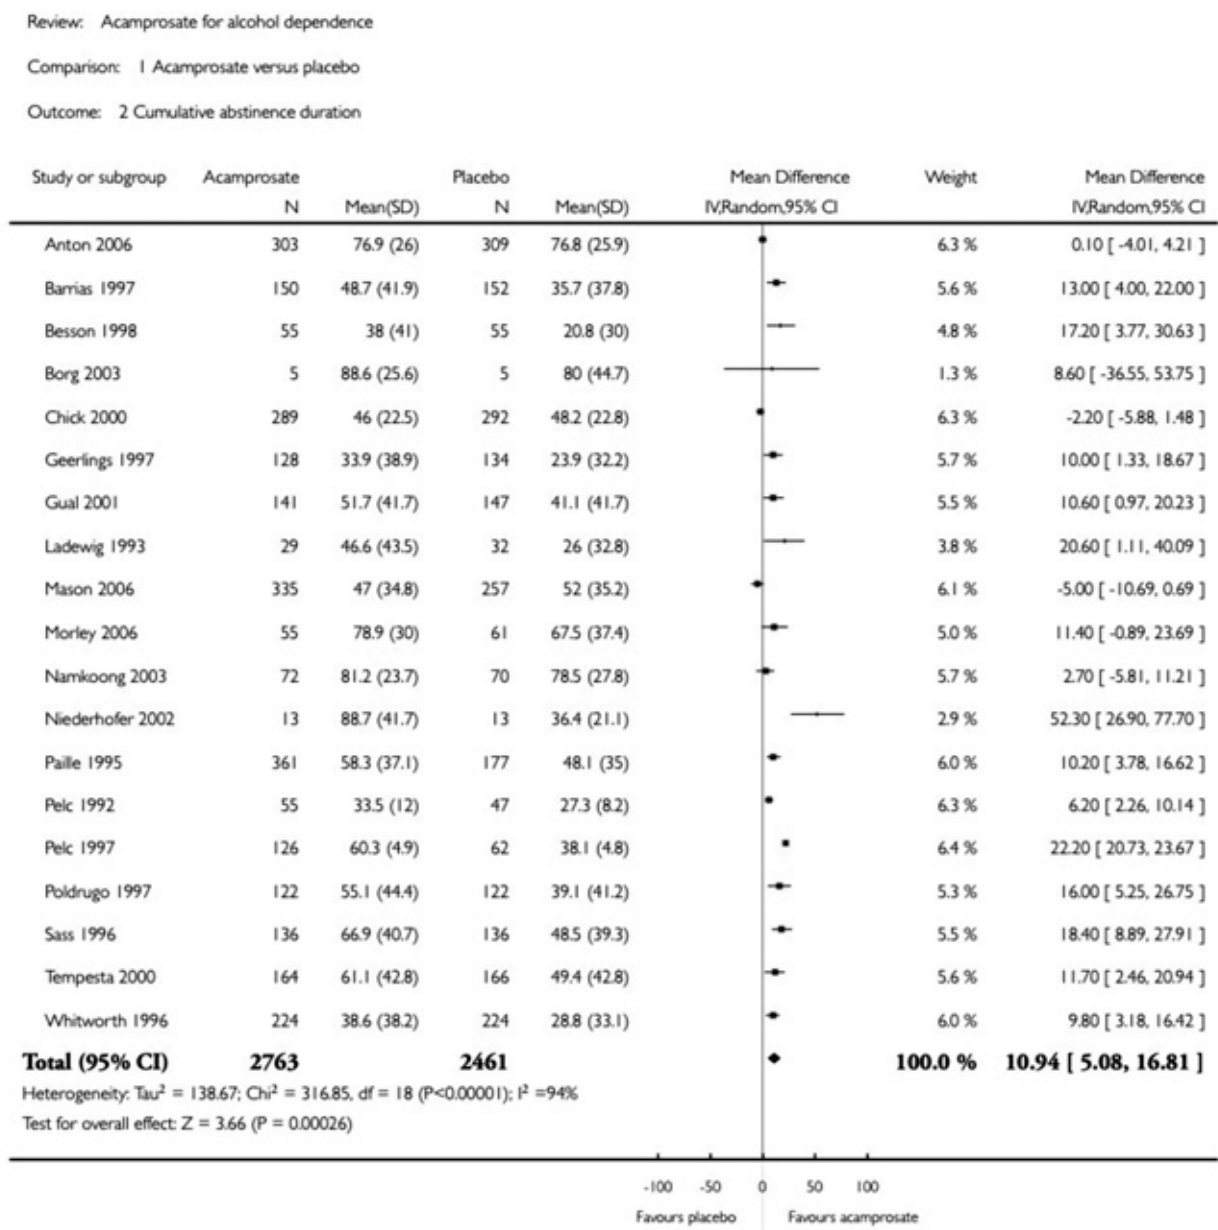 Review: Acamprosate for alcohol dependence
Comparison: 1 Acamprosate versus placebo
Outcome: 2 Cumulative abstinence duration
Study or subgroup Acamprosate Placebo Mean Difference Weight Mean Difference
N Mean(SD) N Mean(SD) IV,Random,95% CI IV,Random,95% CI
Anton 2006 303 76.9 (26) 309 76.8 (25.9) 6.3 % 0.10 [ -4.01, 4.21 ]
Barrias 1997 150 48.7 (41.9) 152 35.7 (37.8) 5.6 % 13.00 [ 4.00, 22.00 ]
Besson 1998 55 38 (41) 55 20.8 (30) 4.8 % 17.20 [ 3.77, 30.63 ]
Borg 2003 5 88.6 (25.6) 5 80 (44.7) 1.3 % 8.60 [ -36.55, 53.75 ]
Chick 2000 289 46 (22.5) 292 48.2 (22.8) 6.3 % -2.20 [ -5.88, 1.48 ]
Geerlings 1997 128 33.9 (38.9) 134 23.9 (32.2) 5.7 % 10.00 [ 1.33, 18.67 ]
Gual 2001 141 51.7 (41.7) 147 41.1 (41.7) 5.5 % 10.60 [ 0.97, 20.23 ]
Ladewig 1993 29 46.6 (43.5) 32 26 (32.8) 3.8 % 20.60 [ 1.11, 40.09 ]
Mason 2006 335 47 (34.8) 257 52 (35.2) 6.1 % -5.00 [ -10.69, 0.69 ]
Morley 2006 55 78.9 (30) 61 67.5 (37.4) 5.0 % 11.40 [ -0.89, 23.69 ]
Namkoong 2003 72 81.2 (23.7) 70 78.5 (27.8) 5.7 % 2.70 [ -5.81, 11.21 ]
Niederhofer 2002 13 88.7 (41.7) 13 36.4 (21.1) 2.9 % 52.30 [ 26.90, 77.70 ]
Paille 1995 361 58.3 (37.1) 177 48.1 (35) 6.0 % 10.20 [ 3.78, 16.62 ]
Pelc 1992 55 33.5 (12) 47 27.3 (8.2) 6.3 % 6.20 [ 2.26, 10.14 ]
Pelc 1997 126 60.3 (4.9) 62 38.1 (4.8) 6.4 % 22.20 [ 20.73, 23.67 ]
Poldrugo 1997 122 55.1 (44.4) 122 39.1 (41.2) 5.3 % 16.00 [ 5.25, 26.75 ]
Sass 1996 136 66.9 (40.7) 136 48.5 (39.3) 5.5 % 18.40 [ 8.89, 27.91 ]
Tempesta 2000 164 61.1 (42.8) 166 49.4 (42.8) 5.6 % 11.70 [ 2.46, 20.94 ]
Whitworth 1996 224 38.6 (38.2) 224 28.8 (33.1) 6.0 % 9.80 [ 3.18, 16.42 ]
Total (95% CI) 2763 2461 100.0 % 10.94 [ 5.08, 16.81 ]
Heterogeneity: Tau² = 138.67; Chi² = 316.85, df = 18 (P<0.00001); I² =94%
Test for overall effect: Z = 3.66 (P = 0.00026)
-100 -50 0 50 100
Favours placebo Favours acamprosate